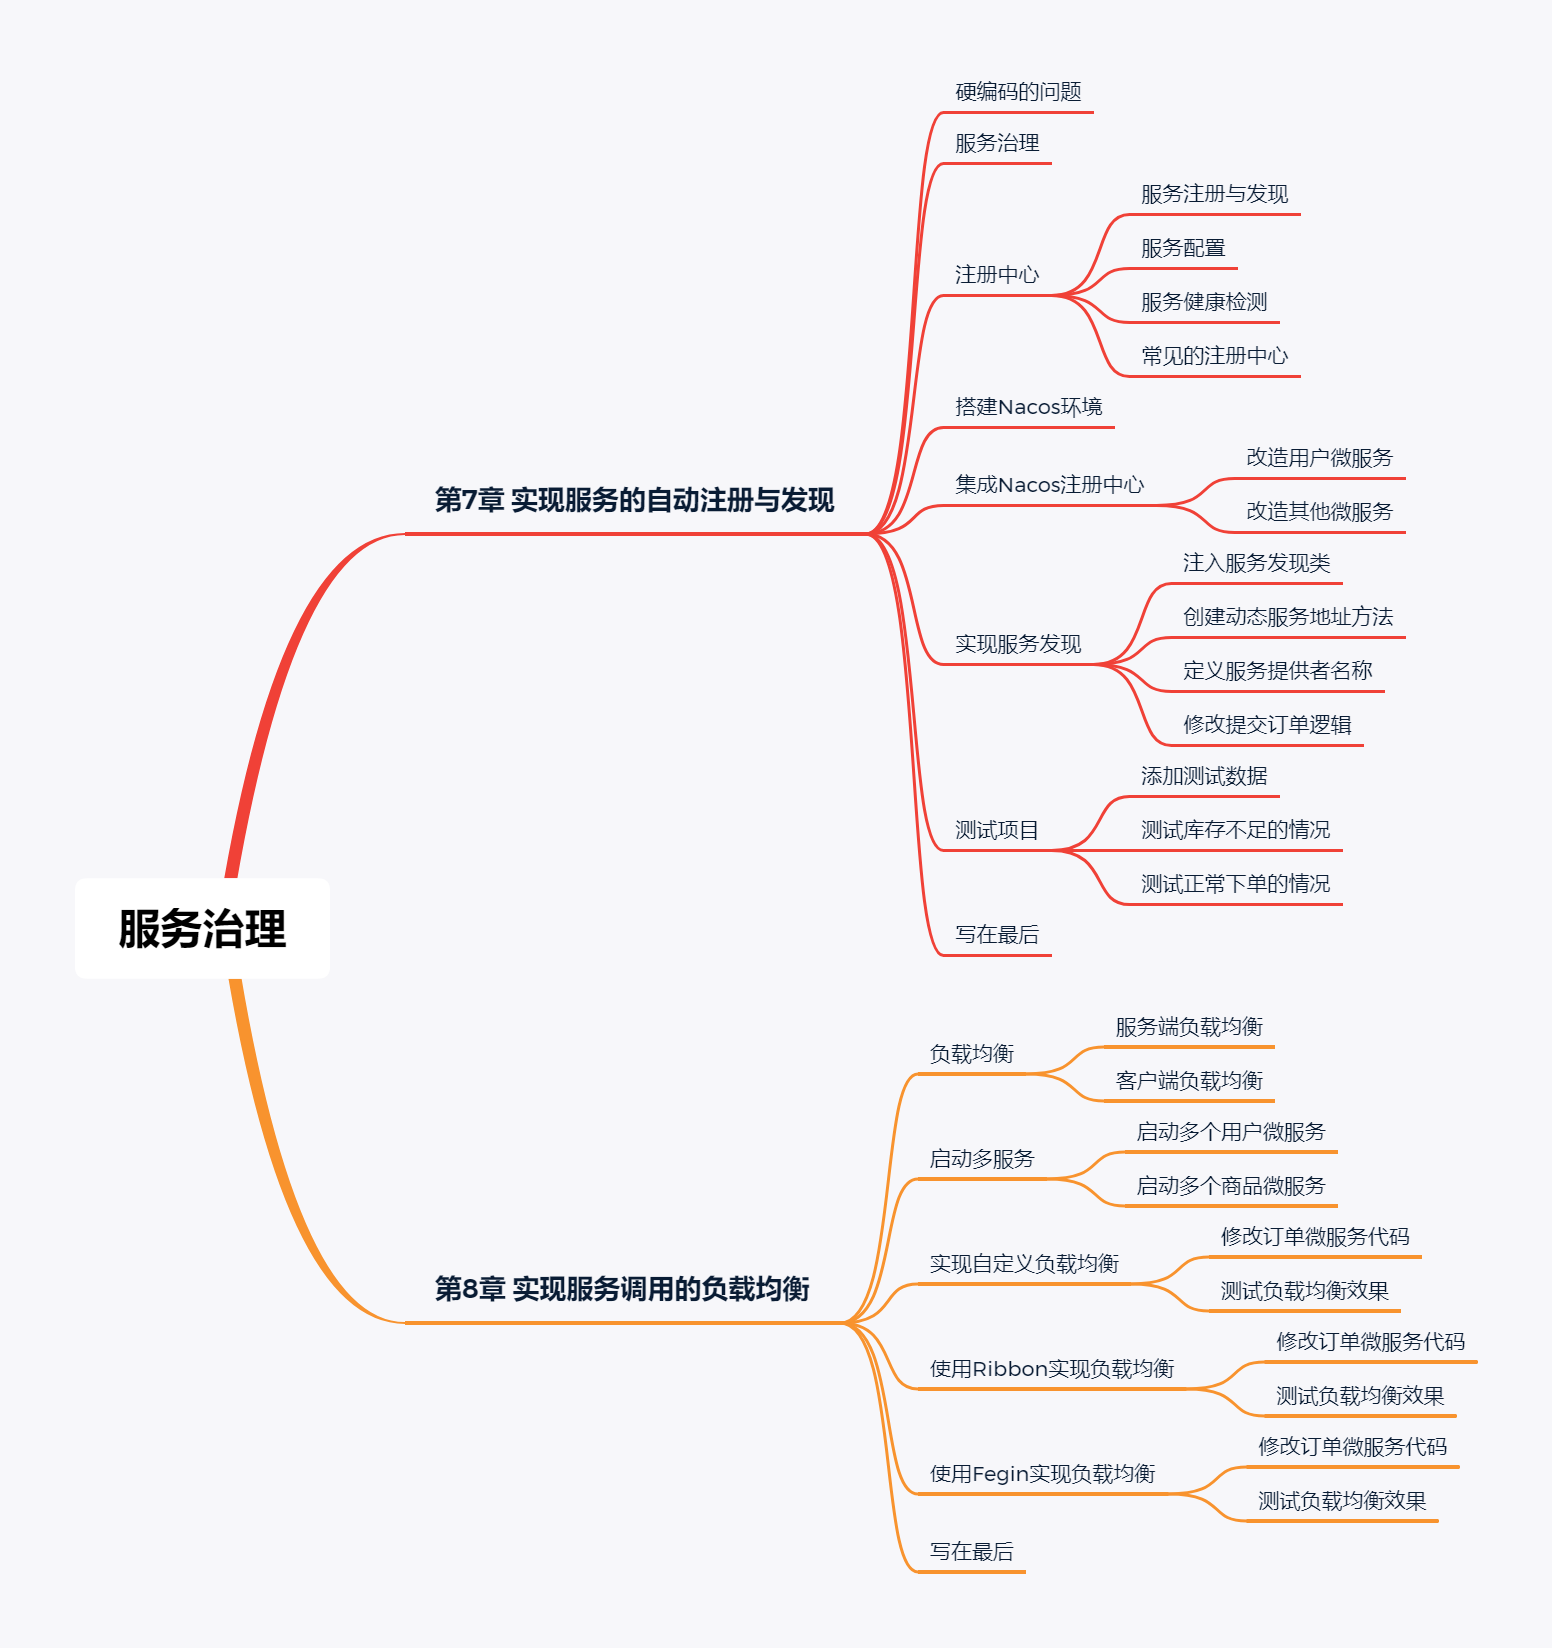 服务治理
第7章 实现服务的自动注册与发现
硬编码的问题
服务治理
注册中心
服务注册与发现
服务配置
服务健康检测
常见的注册中心
搭建Nacos环境
集成Nacos注册中心
改造用户微服务
改造其他微服务
实现服务发现
注入服务发现类
创建动态服务地址方法
定义服务提供者名称
修改提交订单逻辑
测试项目
添加测试数据
测试库存不足的情况
测试正常下单的情况
写在最后
第8章 实现服务调用的负载均衡
负载均衡
服务端负载均衡
客户端负载均衡
启动多服务
启动多个用户微服务
启动多个商品微服务
实现自定义负载均衡
修改订单微服务代码
测试负载均衡效果
使用Ribbon实现负载均衡
修改订单微服务代码
测试负载均衡效果
使用Fegin实现负载均衡
修改订单微服务代码
测试负载均衡效果
写在最后